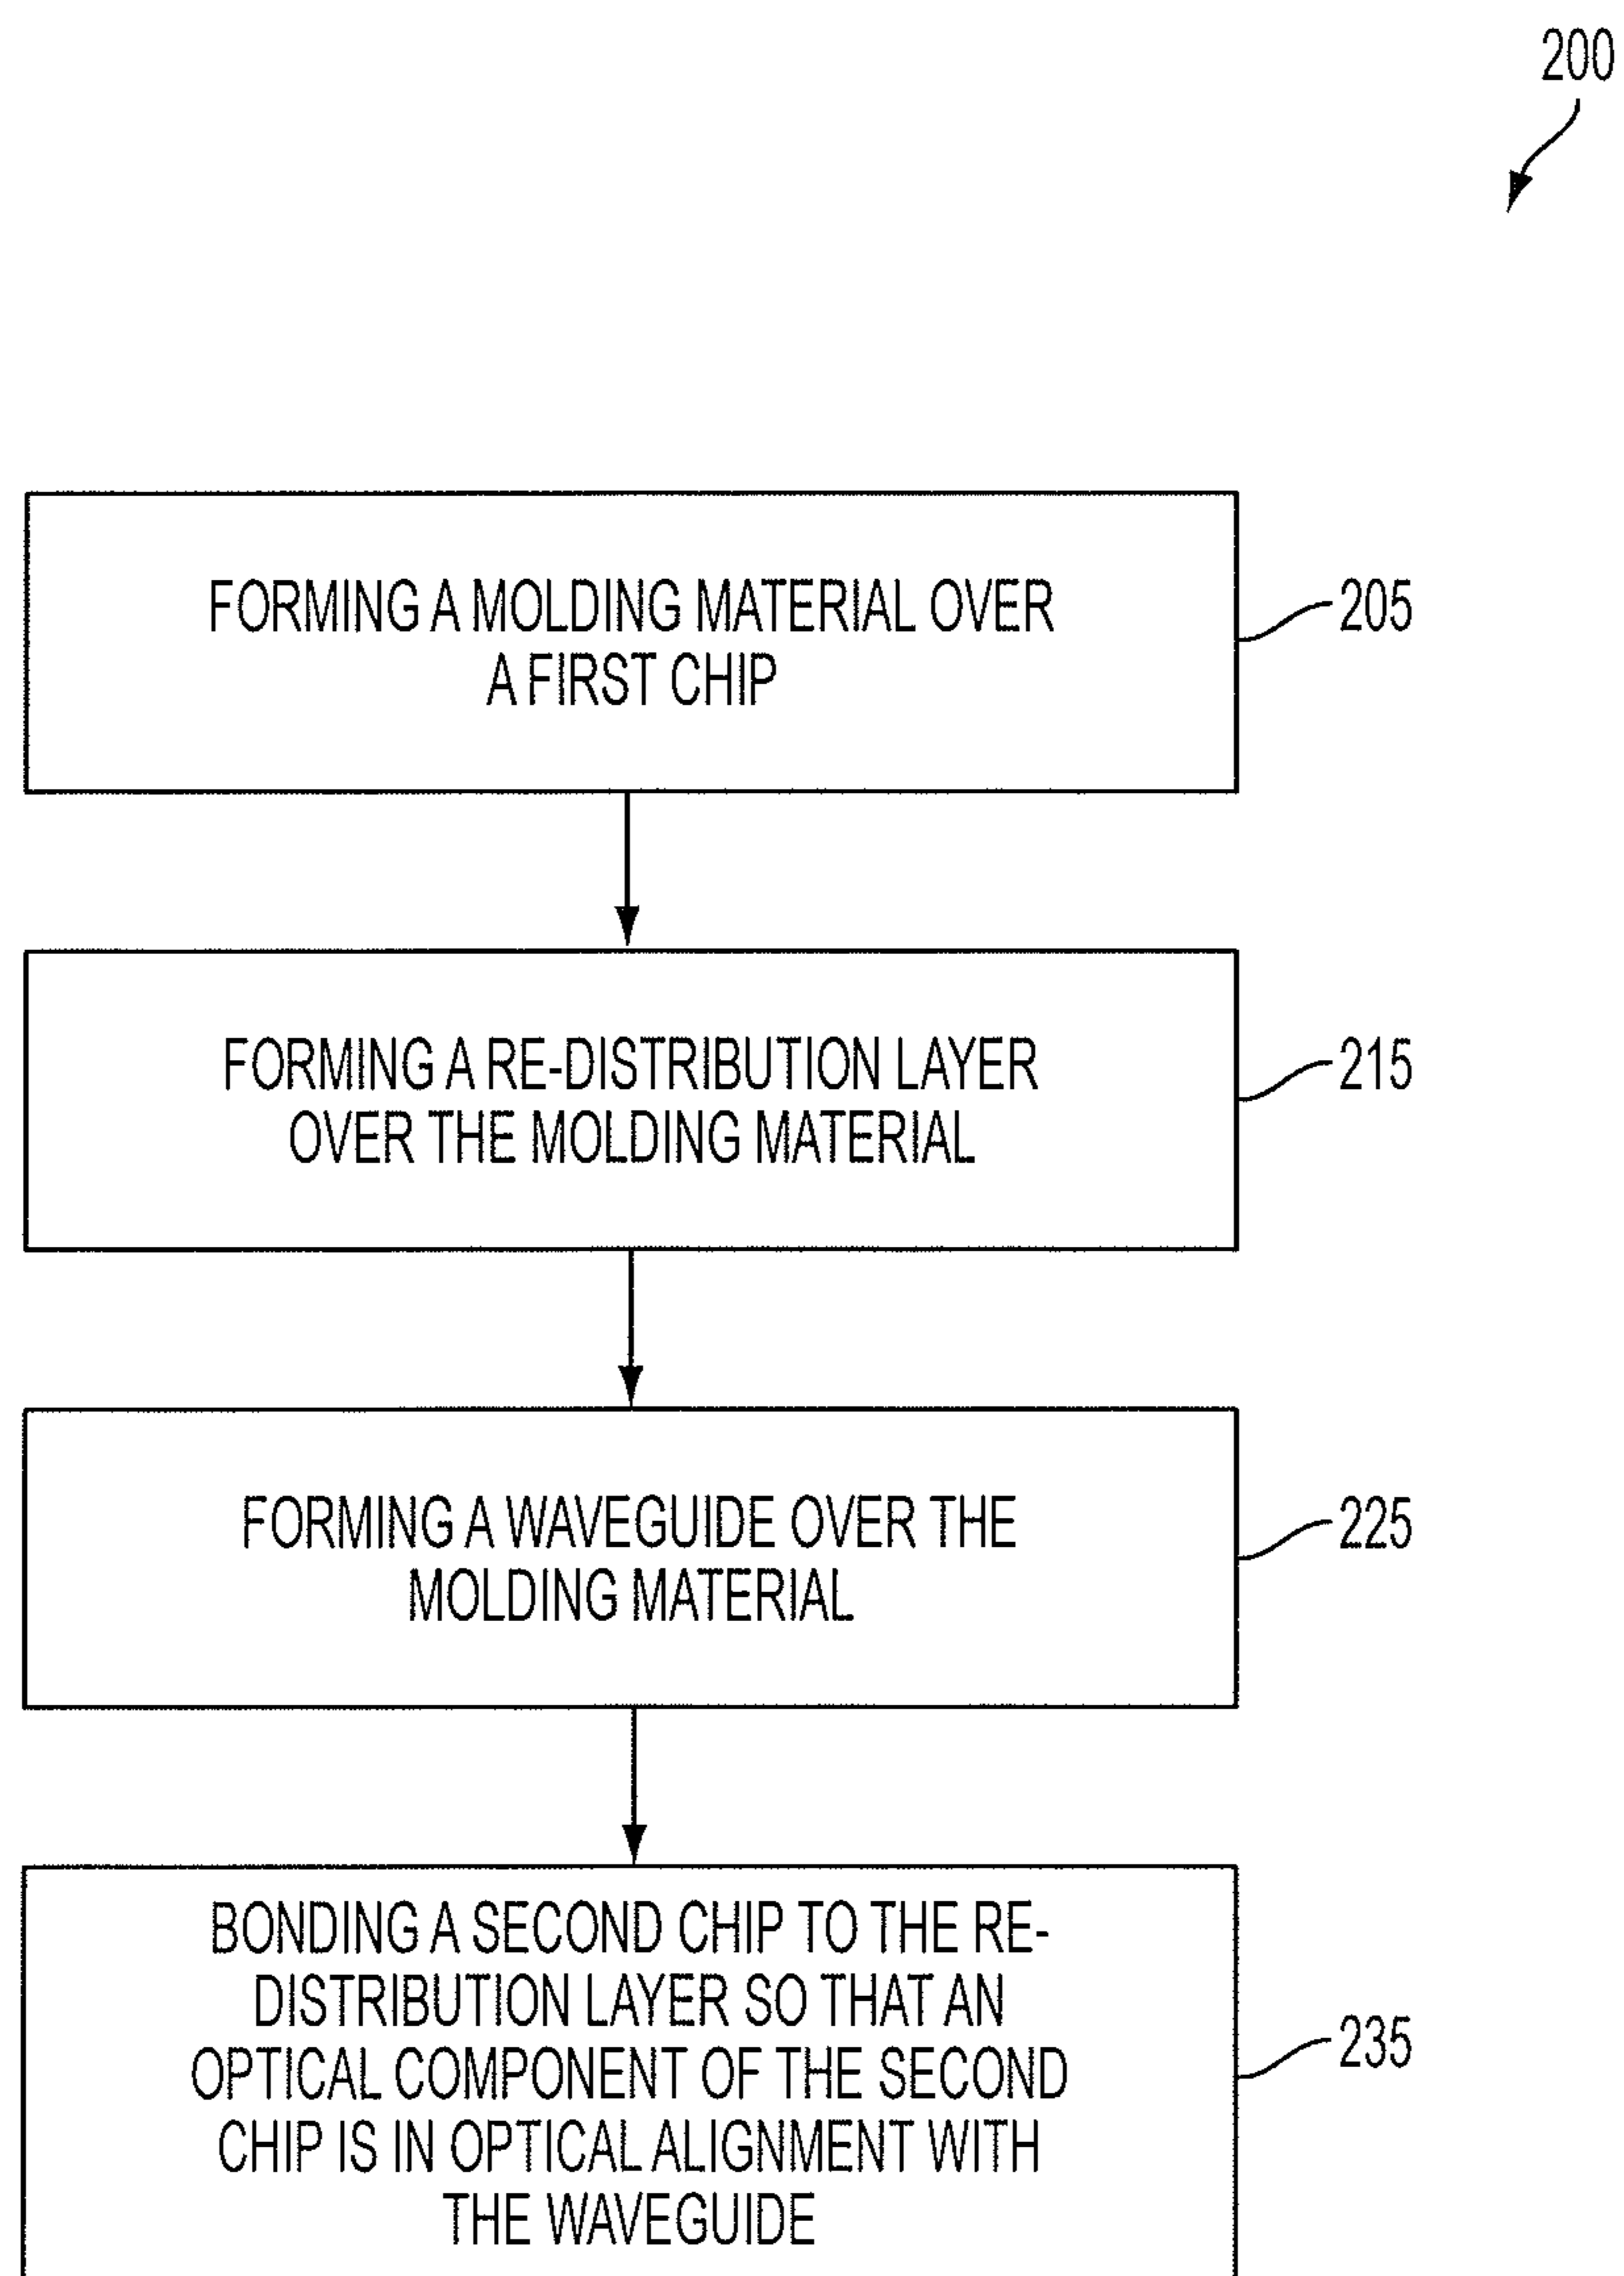 200
FORMING A MOLDING MATERIAL OVER
A FIRST CHIP
205
FORMING A RE-DISTRIBUTION LAYER
OVER THE MOLDING MATERIAL
215
FORMING A WAVEGUIDE OVER THE
MOLDING MATERIAL
225
BONDING A SECOND CHIP TO THE RE-
DISTRIBUTION LAYER SO THAT AN
OPTICAL COMPONENT OF THE SECOND
CHIP IS IN OPTICAL ALIGNMENT WITH
THE WAVEGUIDE
235